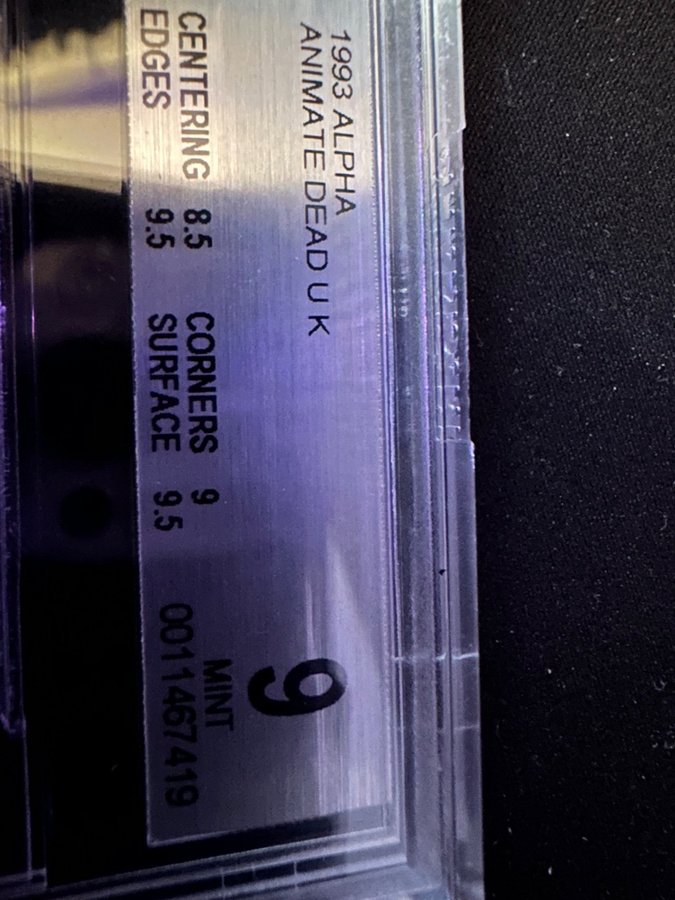 1993 ALPHA
ANIMATE DEAD U K
9
MINT
CENTERING 8.5 CORNERS 9
EDGES 9.5 SURFACE 9.5
0011467419